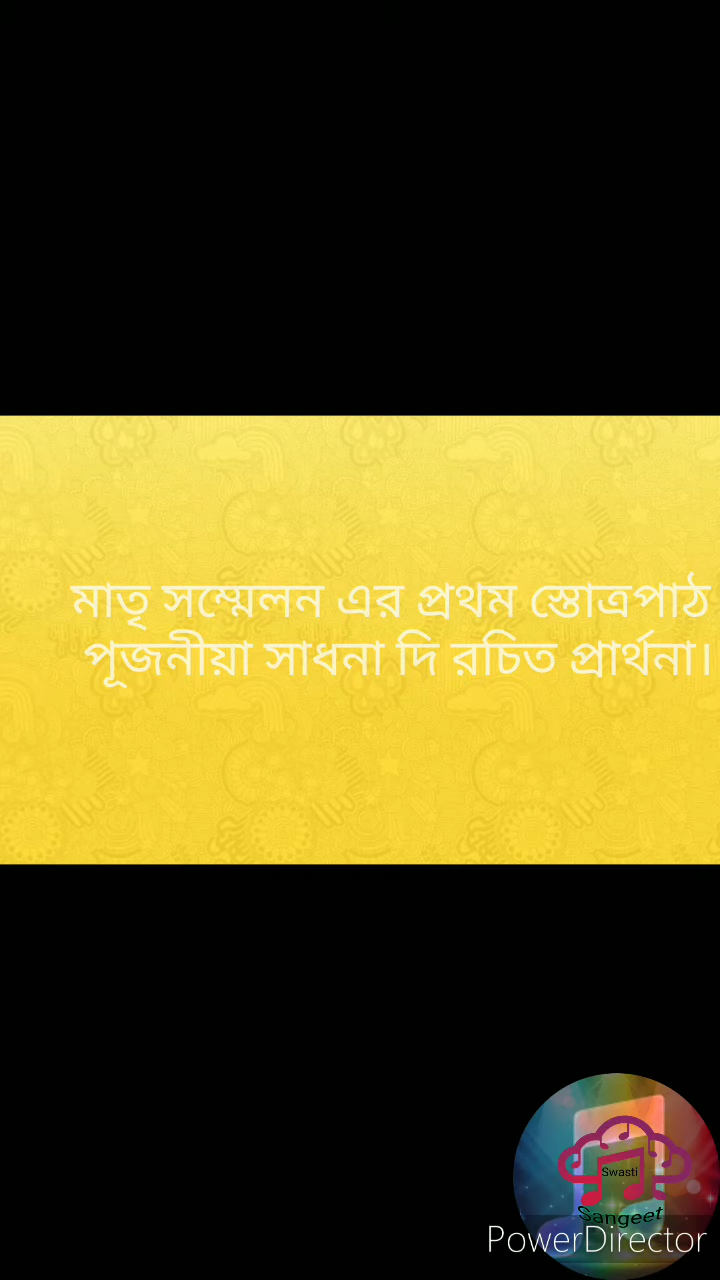 মাতৃ সম্মেলন এর প্রথম স্তোত্রপাঠ
পূজনীয়া সাধনা দি রচিত প্রার্থনা।
Swasti
Sangeet
PowerDirector